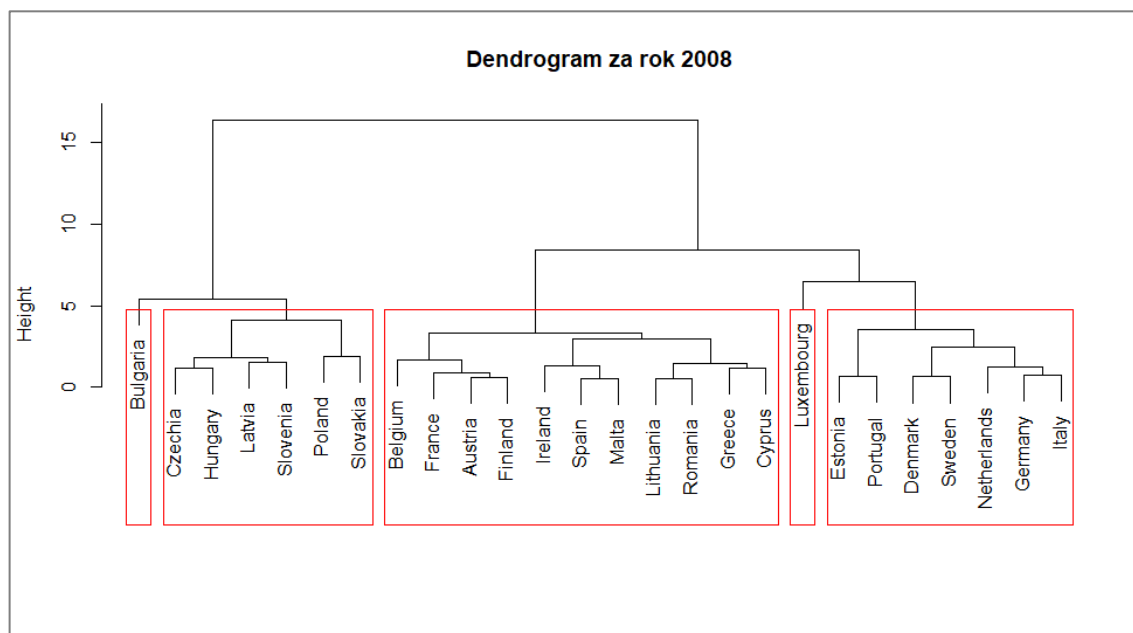 Dendrogram za rok 2008
Height
15
10
5
0
Bulgaria
Czechia
Hungary
Latvia
Slovenia
Poland
Slovakia
Belgium
France
Austria
Finland
Ireland
Spain
Malta
Lithuania
Romania
Greece
Cyprus
Luxembourg
Estonia
Portugal
Denmark
Sweden
Netherlands
Germany
Italy